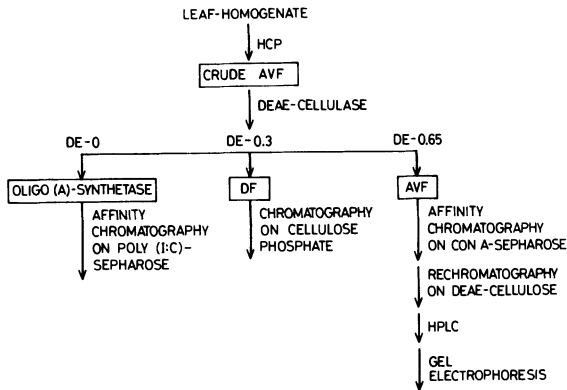 LEAF-HOMOGENATE
HCP
CRUDE AVF
DEAE-CELLULASE
DE-0
DE-0.3
DE-0.65
OLIGO (A)-SYNTHETASE
DF
AVF
AFFINITY
CHROMATOGRAPHY
ON POLY (I:C)-
SEPHAROSE
CHROMATOGRAPHY
ON CELLULOSE
PHOSPHATE
AFFINITY
CHROMATOGRAPHY
ON CON A-SEPHAROSE
RECHROMATOGRAPHY
ON DEAE-CELLULOSE
HPLC
GEL
ELECTROPHORESIS